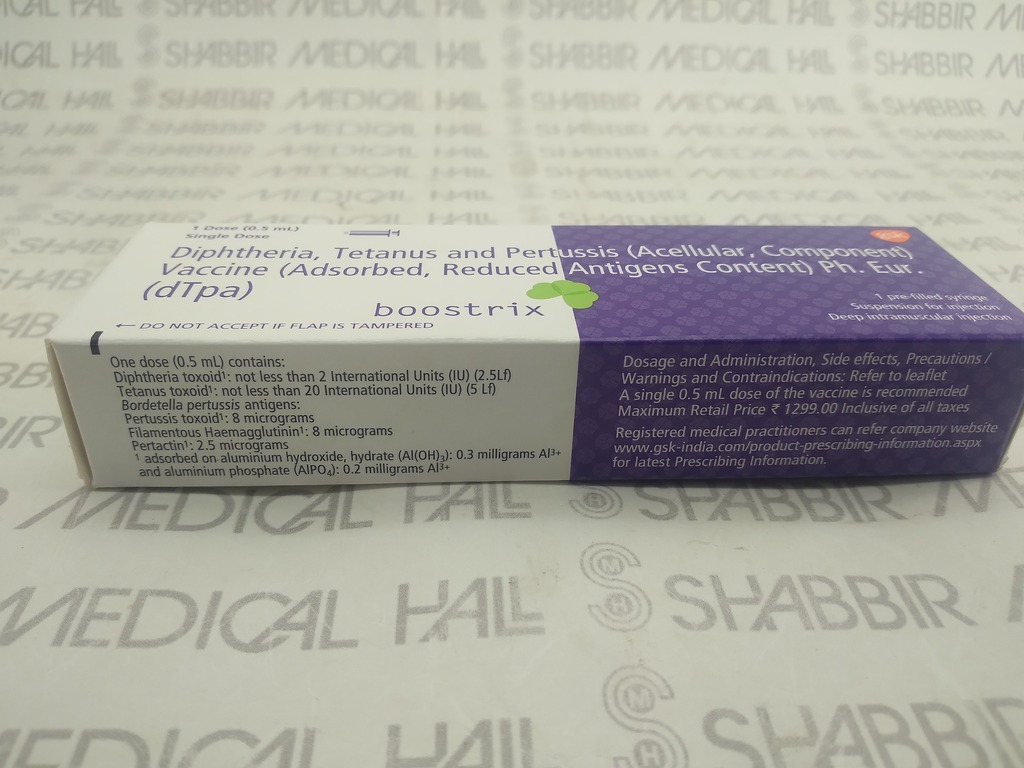 SHABBIR MEDICAL HALL
1 Dose (0.5 mL)
Single Dose
Diphtheria, Tetanus and Pertussis (Acellular, Component)
Vaccine (Adsorbed, Reduced Antigens Content) Ph. Eur.
(dTpa)
boostrix
← DO NOT ACCEPT IF FLAP IS TAMPERED
gsk
1 pre-filled syringe
Suspension for injection
Deep intramuscular injection
One dose (0.5 mL) contains:
Diphtheria toxoid¹: not less than 2 International Units (IU) (2.5Lf)
Tetanus toxoid¹: not less than 20 International Units (IU) (5 Lf)
Bordetella pertussis antigens:
Pertussis toxoid¹: 8 micrograms
Filamentous Haemagglutinin¹: 8 micrograms
Pertactin¹: 2.5 micrograms
¹ adsorbed on aluminium hydroxide, hydrate (Al(OH)₃): 0.3 milligrams Al³⁺
and aluminium phosphate (AlPO₄): 0.2 milligrams Al³⁺
Dosage and Administration, Side effects, Precautions /
Warnings and Contraindications: Refer to leaflet
A single 0.5 mL dose of the vaccine is recommended
Maximum Retail Price ₹ 1299.00 Inclusive of all taxes
Registered medical practitioners can refer company website
www.gsk-india.com/product-prescribing-information.aspx
for latest Prescribing Information.
MEDICAL HALL SHABBIR
MEDICAL HALL SHABBIR
MEDICAL HALL SHABBIR